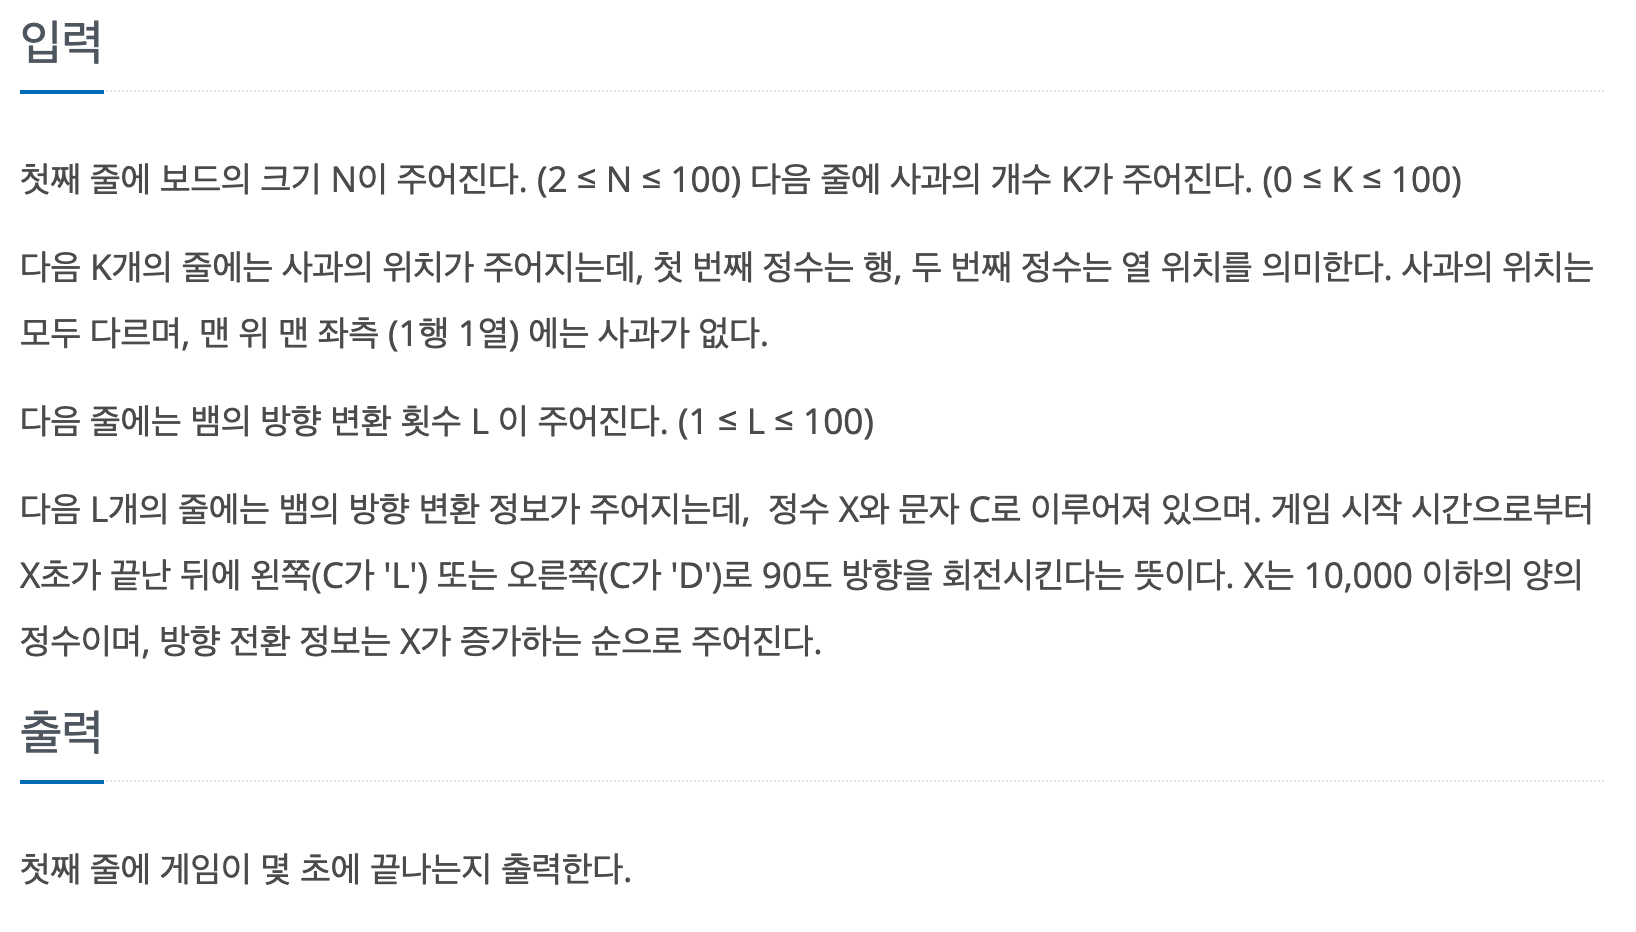 입력
첫째 줄에 보드의 크기 N이 주어진다. (2 ≤ N ≤ 100) 다음 줄에 사과의 개수 K가 주어진다. (0 ≤ K ≤ 100)
다음 K개의 줄에는 사과의 위치가 주어지는데, 첫 번째 정수는 행, 두 번째 정수는 열 위치를 의미한다. 사과의 위치는
모두 다르며, 맨 위 맨 좌측 (1행 1열) 에는 사과가 없다.
다음 줄에는 뱀의 방향 변환 횟수 L 이 주어진다. (1 ≤ L ≤ 100)
다음 L개의 줄에는 뱀의 방향 변환 정보가 주어지는데,  정수 X와 문자 C로 이루어져 있으며. 게임 시작 시간으로부터
X초가 끝난 뒤에 왼쪽(C가 'L') 또는 오른쪽(C가 'D')로 90도 방향을 회전시킨다는 뜻이다. X는 10,000 이하의 양의
정수이며, 방향 전환 정보는 X가 증가하는 순으로 주어진다.
출력
첫째 줄에 게임이 몇 초에 끝나는지 출력한다.